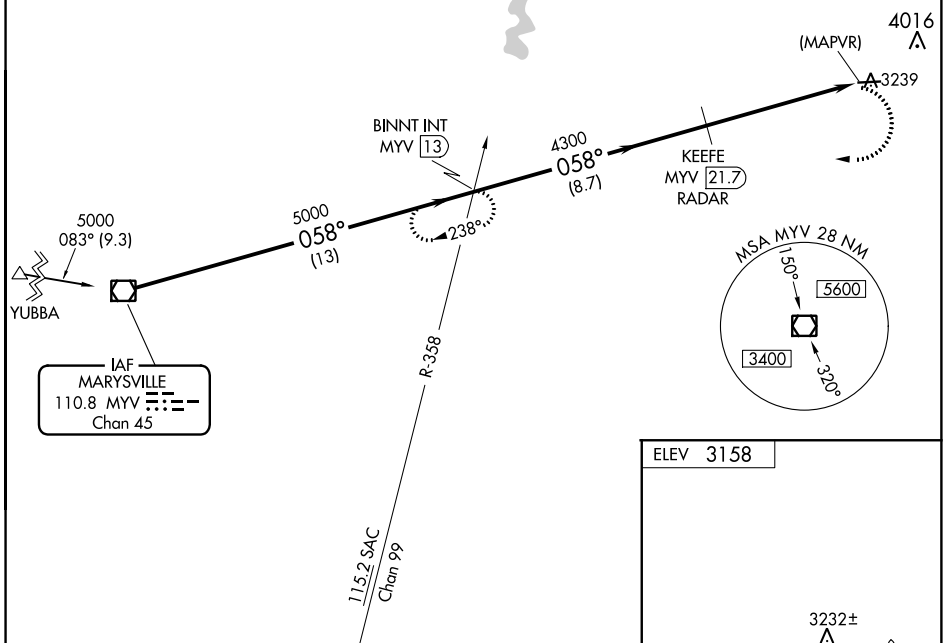 4016
(MAPVR)
3239
BINNT INT
MYV 13
4300
058°
(8.7)
KEEFE
MYV 21.7
RADAR
5000
058°
(13)
238°
5000
083° (9.3)
YUBBA
MSA MYV 28 NM
150°
5600
3400
320°
R-358
IAF
MARYSVILLE
110.8 MYV
Chan 45
ELEV 3158
115.2 SAC
Chan 99
3232±